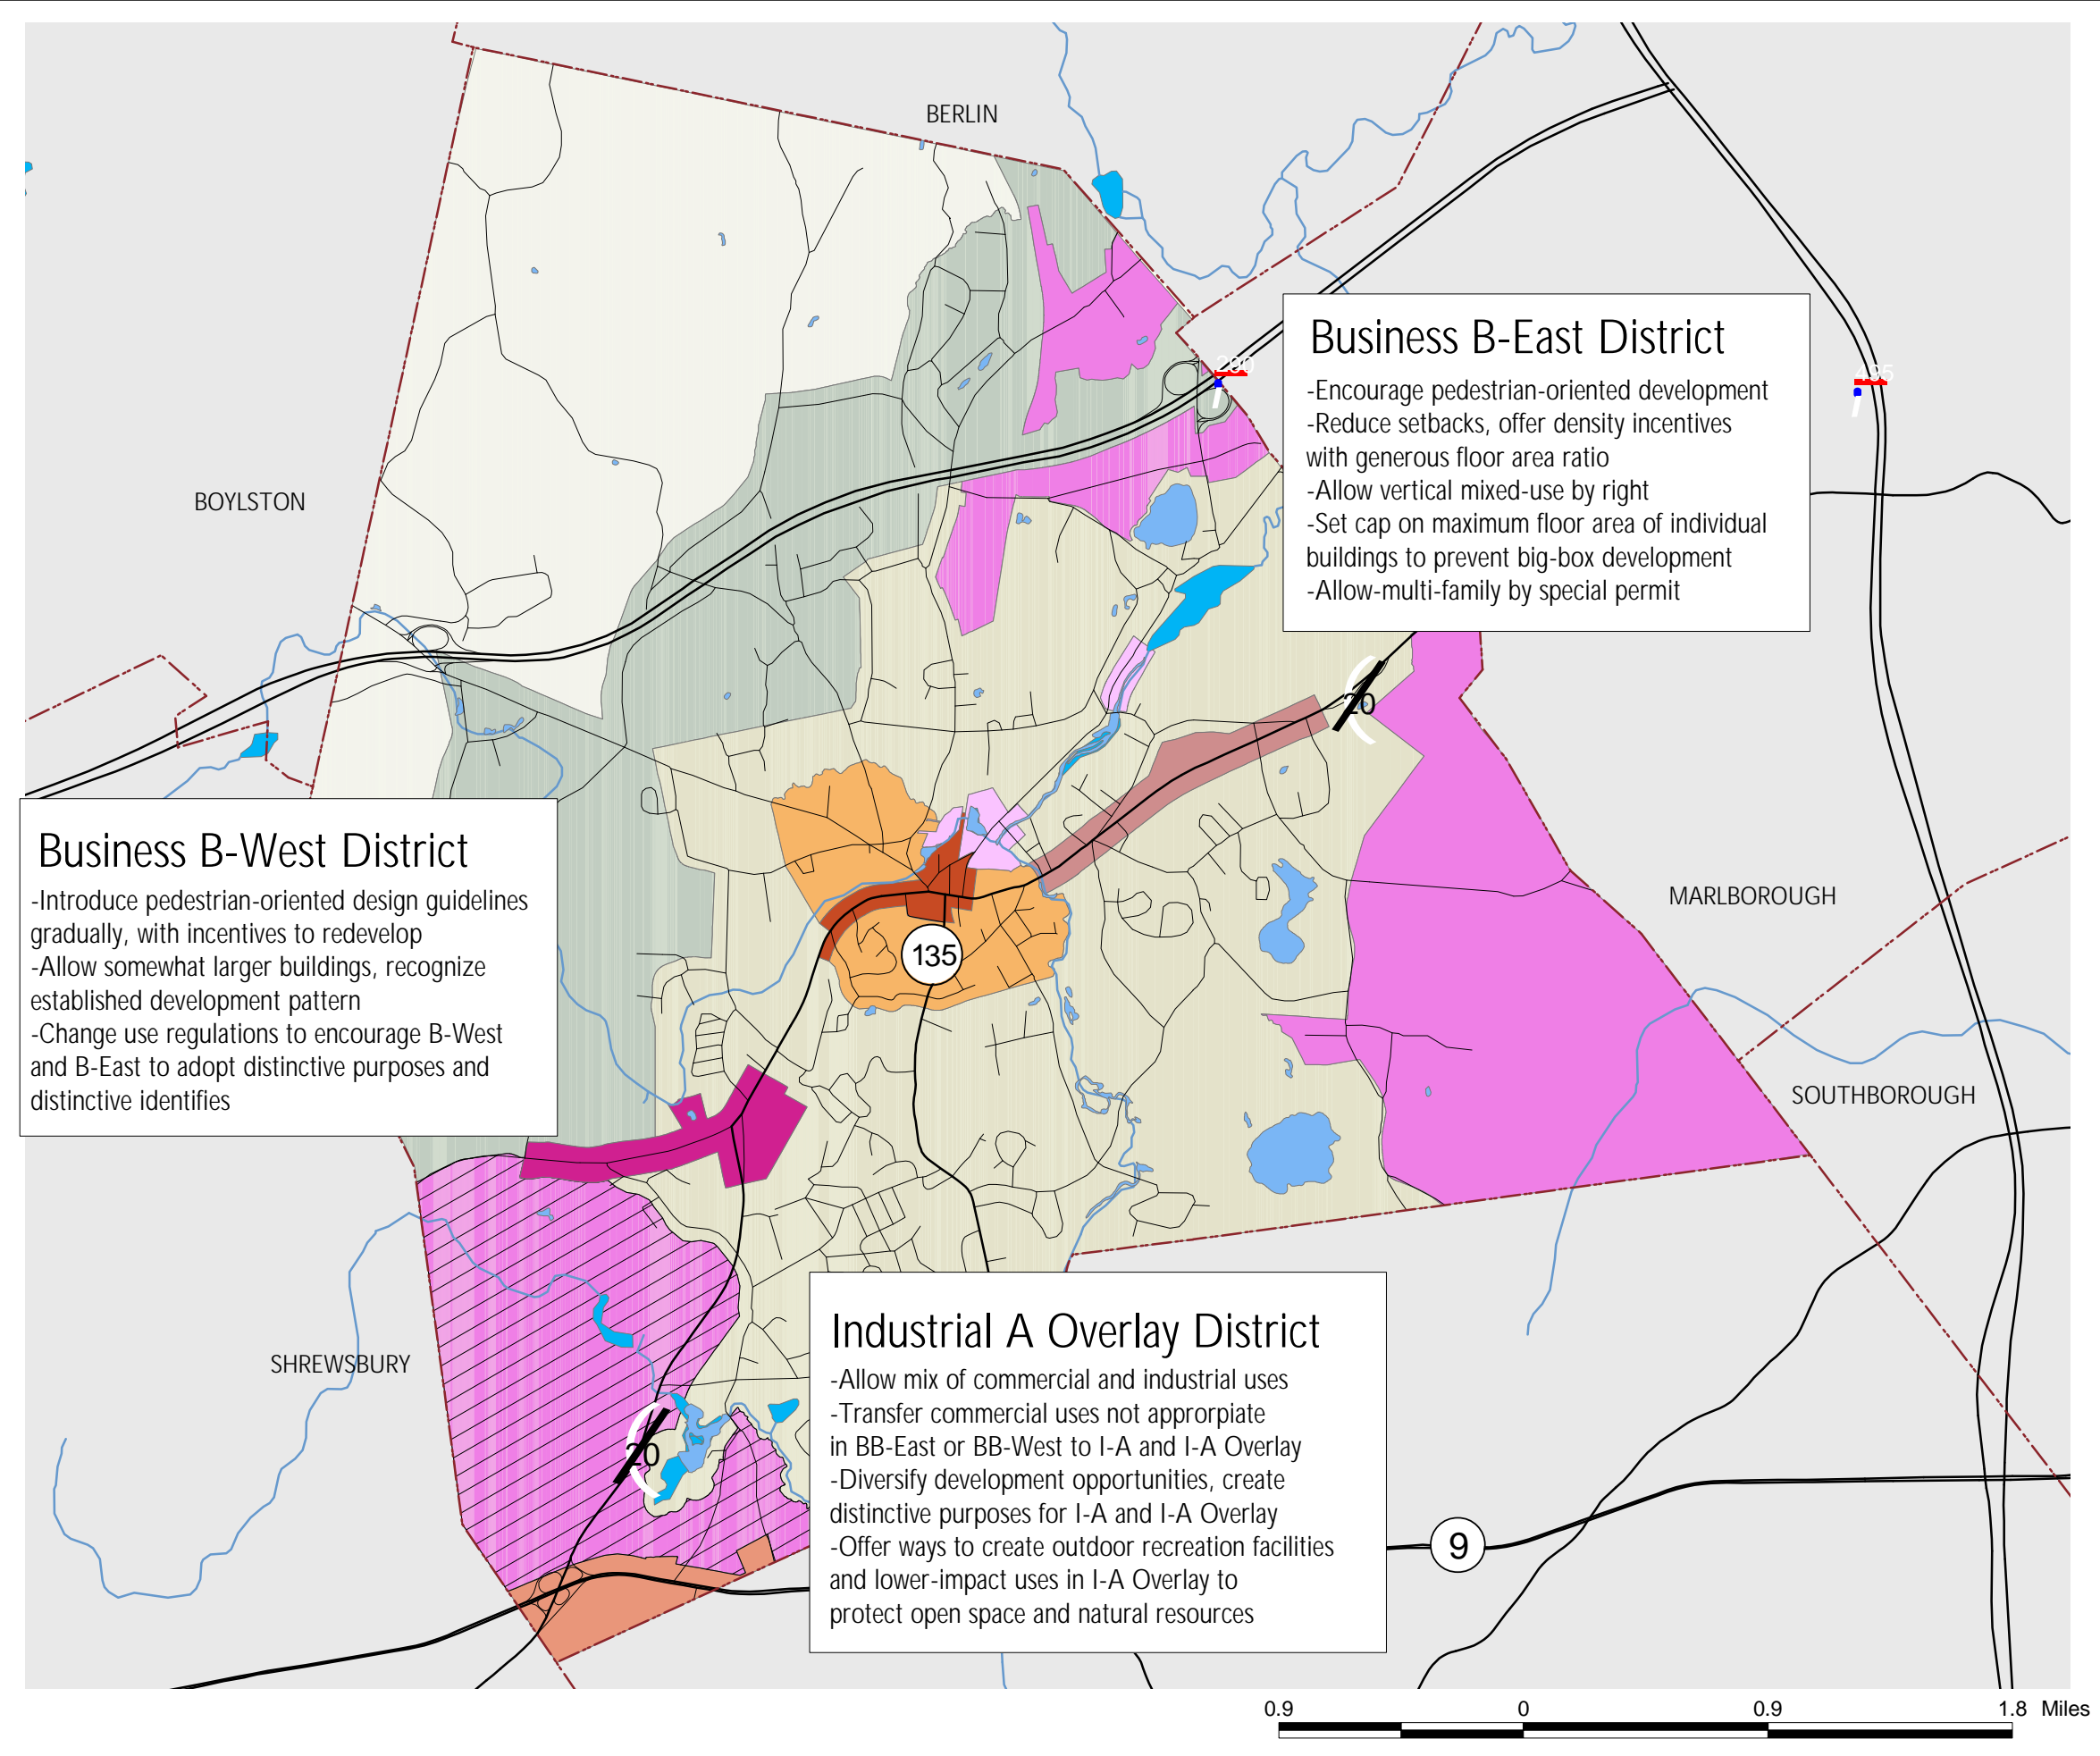 BERLIN
BOYLSTON
Business B-East District
-Encourage pedestrian-oriented development
-Reduce setbacks, offer density incentives
with generous floor area ratio
-Allow vertical mixed-use by right
-Set cap on maximum floor area of individual
buildings to prevent big-box development
-Allow-multi-family by special permit
20
Business B-West District
-Introduce pedestrian-oriented design guidelines
gradually, with incentives to redevelop
-Allow somewhat larger buildings, recognize
established development pattern
-Change use regulations to encourage B-West
and B-East to adopt distinctive purposes and
distinctive identifies
MARLBOROUGH
135
SOUTHBOROUGH
SHREWSBURY
Industrial A Overlay District
-Allow mix of commercial and industrial uses
-Transfer commercial uses not approrpiate
in BB-East or BB-West to I-A and I-A Overlay
-Diversify development opportunities, create
distinctive purposes for I-A and I-A Overlay
-Offer ways to create outdoor recreation facilities
and lower-impact uses in I-A Overlay to
protect open space and natural resources
20
9
0.9 0 0.9 1.8 Miles